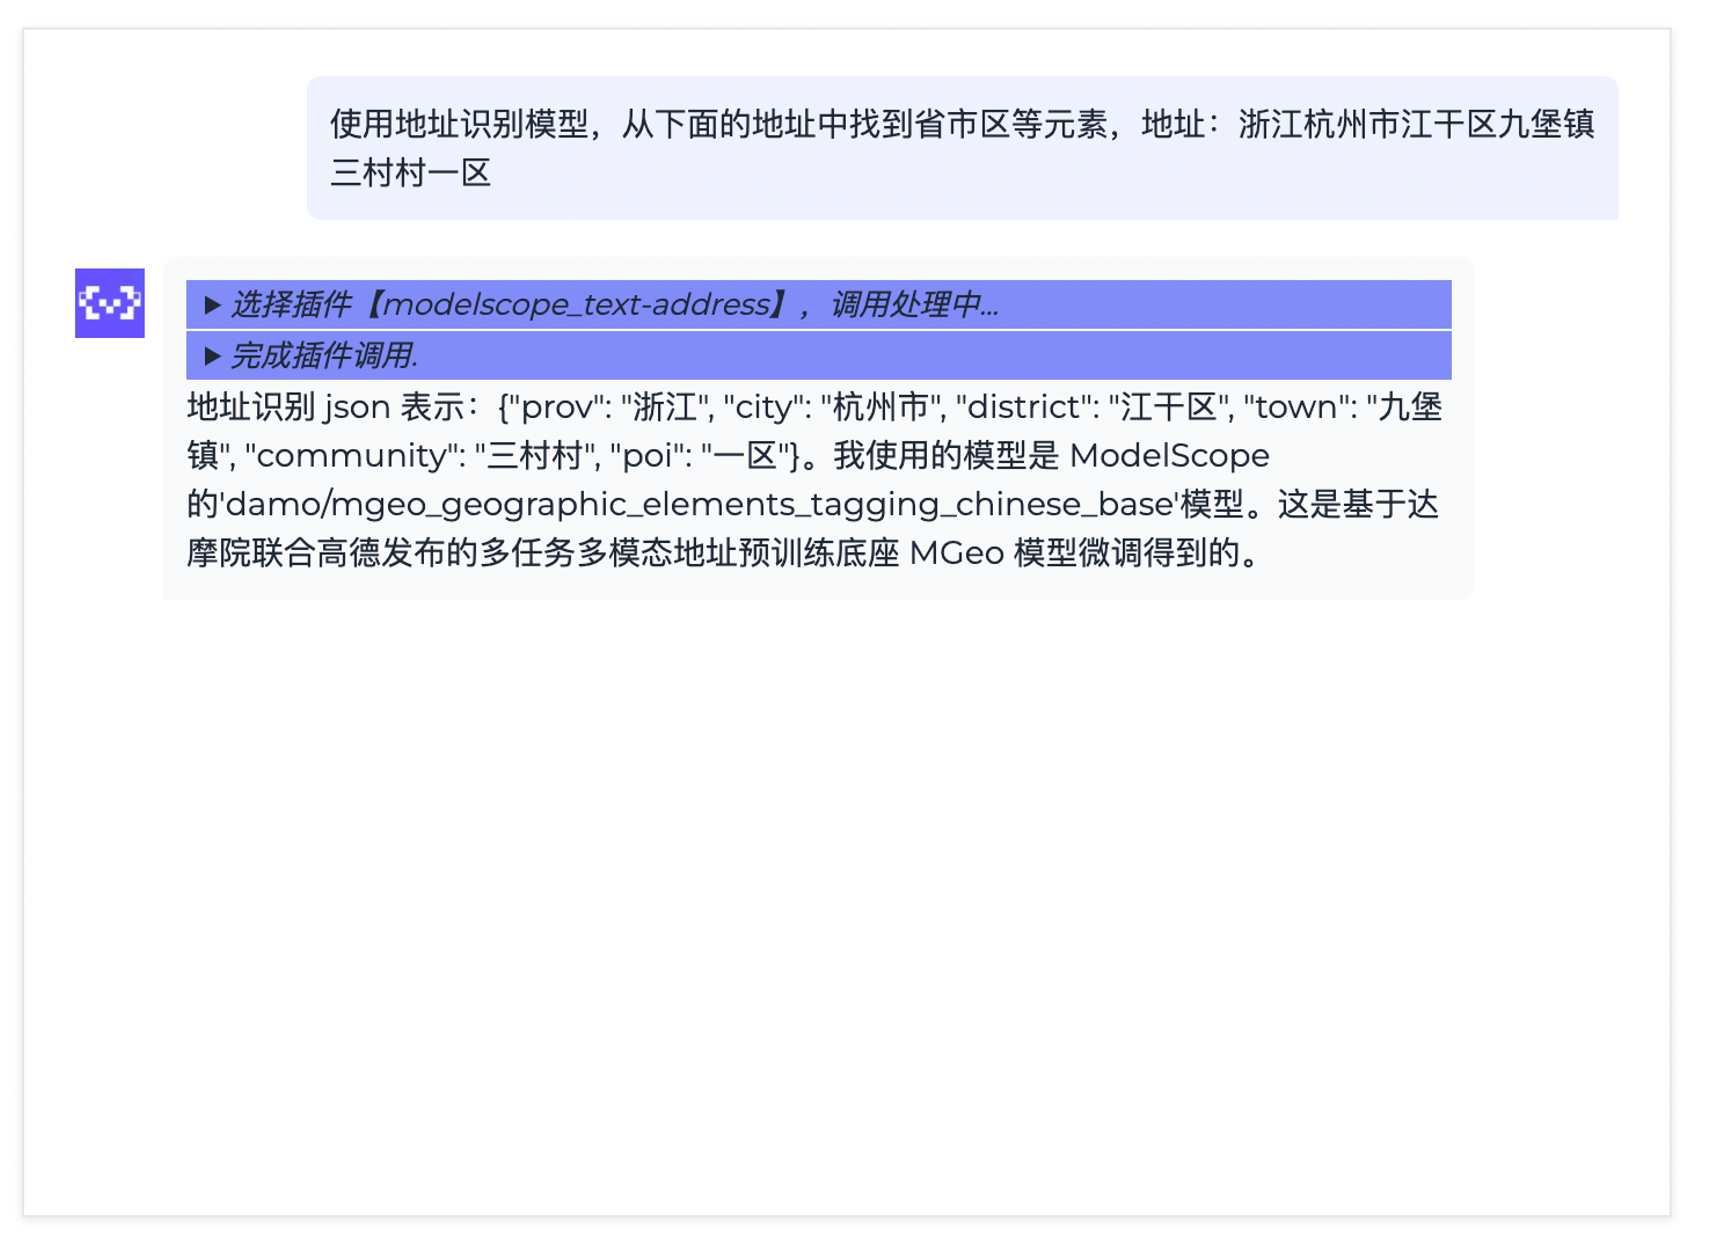 使用地址识别模型，从下面的地址中找到省市区等元素，地址：浙江杭州市江干区九堡镇
三村村一区
▶ 选择插件【modelscope_text-address】，调用处理中...
▶ 完成插件调用.
地址识别 json 表示：{"prov": "浙江", "city": "杭州市", "district": "江干区", "town": "九堡
镇", "community": "三村村", "poi": "一区"}。我使用的模型是 ModelScope
的'damo/mgeo_geographic_elements_tagging_chinese_base'模型。这是基于达
摩院联合高德发布的多任务多模态地址预训练底座 MGeo 模型微调得到的。